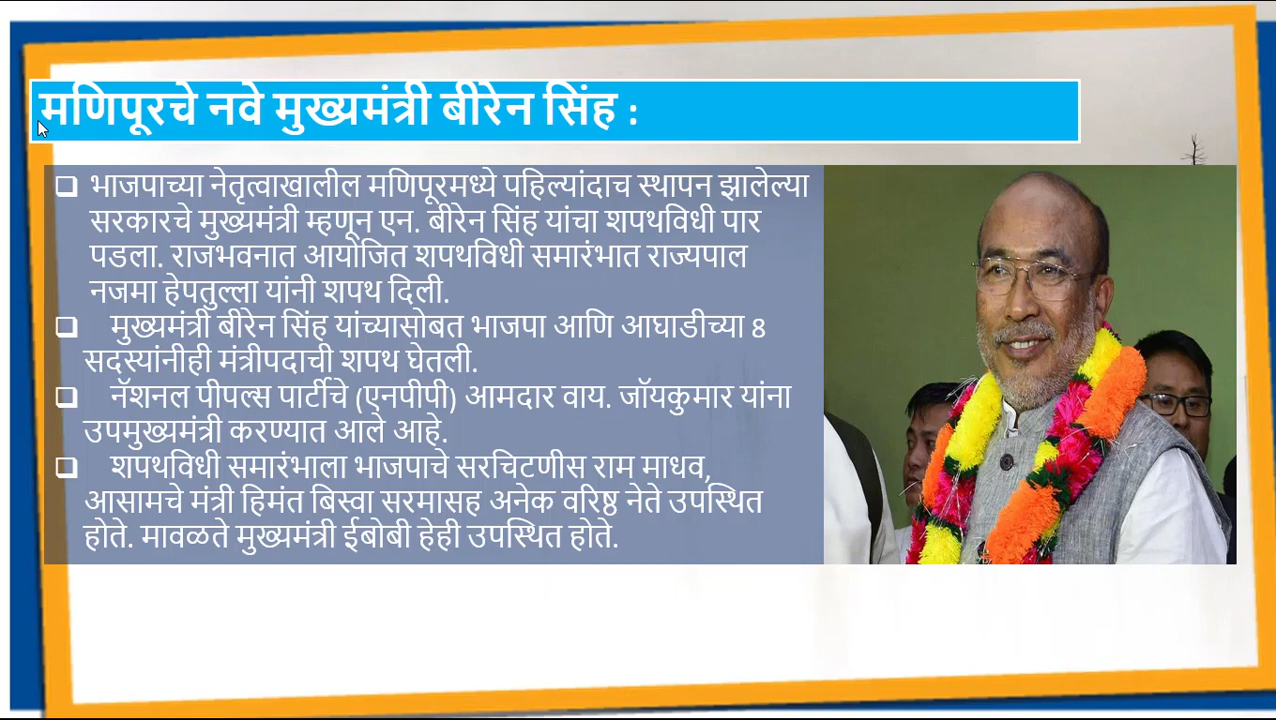 मणिपूरचे नवे मुख्यमंत्री बीरेन सिंह :
भाजपाच्या नेतृत्वाखालील मणिपूरमध्ये पहिल्यांदाच स्थापन झालेल्या
सरकारचे मुख्यमंत्री म्हणून एन. बीरेन सिंह यांचा शपथविधी पार
पडला. राजभवनात आयोजित शपथविधी समारंभात राज्यपाल
नजमा हेपतुल्ला यांनी शपथ दिली.
मुख्यमंत्री बीरेन सिंह यांच्यासोबत भाजपा आणि आघाडीच्या 8
सदस्यांनीही मंत्रीपदाची शपथ घेतली.
नॅशनल पीपल्स पार्टीचे (एनपीपी) आमदार वाय. जॉयकुमार यांना
उपमुख्यमंत्री करण्यात आले आहे.
शपथविधी समारंभाला भाजपाचे सरचिटणीस राम माधव,
आसामचे मंत्री हिमंत बिस्वा सरमासह अनेक वरिष्ठ नेते उपस्थित
होते. मावळते मुख्यमंत्री ईबोबी हेही उपस्थित होते.